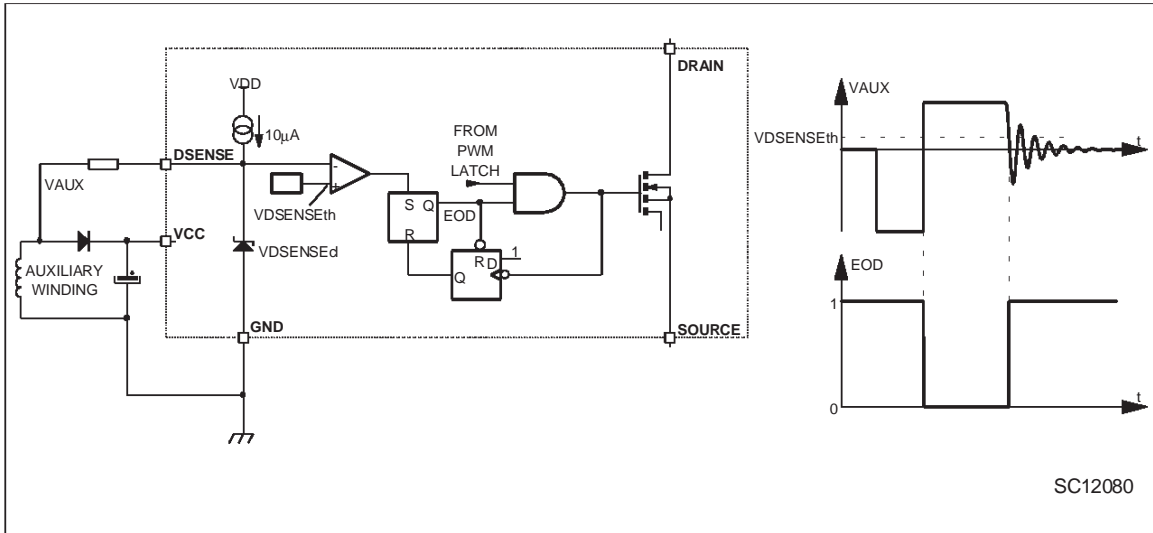 DRAIN
VDD
10µA
FROM
PWM
LATCH
DSENSE
VAUX
-
+
VDSENSEth
S Q
EOD
R
VCC
VDSENSEd
R D 1
Q
AUXILIARY
WINDING
+
GND
SOURCE
VAUX
VDSENSEth
t
EOD
1
0
t
SC12080